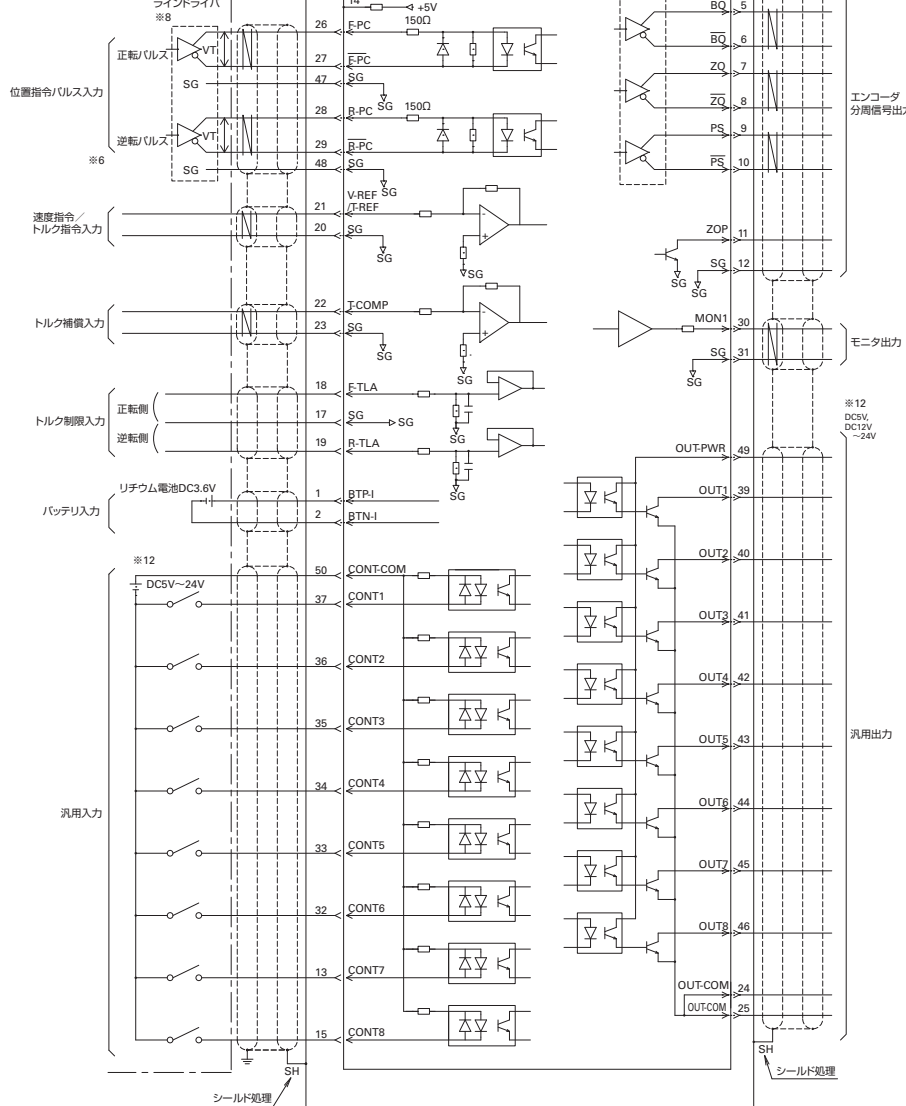 ラインドライバ
※8
14
+5V
26
F-PC
150Ω
正転パルス
VT
27
F-PC
47
SG
SG
SG
位置指令パルス入力
28
R-PC
150Ω
逆転パルス
VT
29
R-PC
※6
48
SG
SG
SG
21
V-REF
/T-REF
速度指令/
トルク指令入力
20
SG
SG
SG
22
T-COMP
トルク補償入力
23
SG
SG
SG
18
F-TLA
正転側
トルク制限入力
17
SG
SG
SG
逆転側
19
R-TLA
SG
リチウム電池DC3.6V
1
BTP-I
バッテリ入力
2
BTN-I
※12
DC5V~24V
50
CONT-COM
37
CONT1
36
CONT2
35
CONT3
34
CONT4
汎用入力
33
CONT5
32
CONT6
13
CONT7
15
CONT8
SH
シールド処理
BQ
5
BQ
6
ZQ
7
ZQ
8
エンコーダ
分周信号出力
PS
9
PS
10
ZOP
11
SG
12
SG
SG
MON1
30
SG
31
SG
モニタ出力
※12
DC5V,
DC12V
~24V
OUT-PWR
49
OUT1
39
OUT2
40
OUT3
41
OUT4
42
OUT5
43
汎用出力
OUT6
44
OUT7
45
OUT8
46
OUT-COM
24
OUT-COM
25
SH
シールド処理